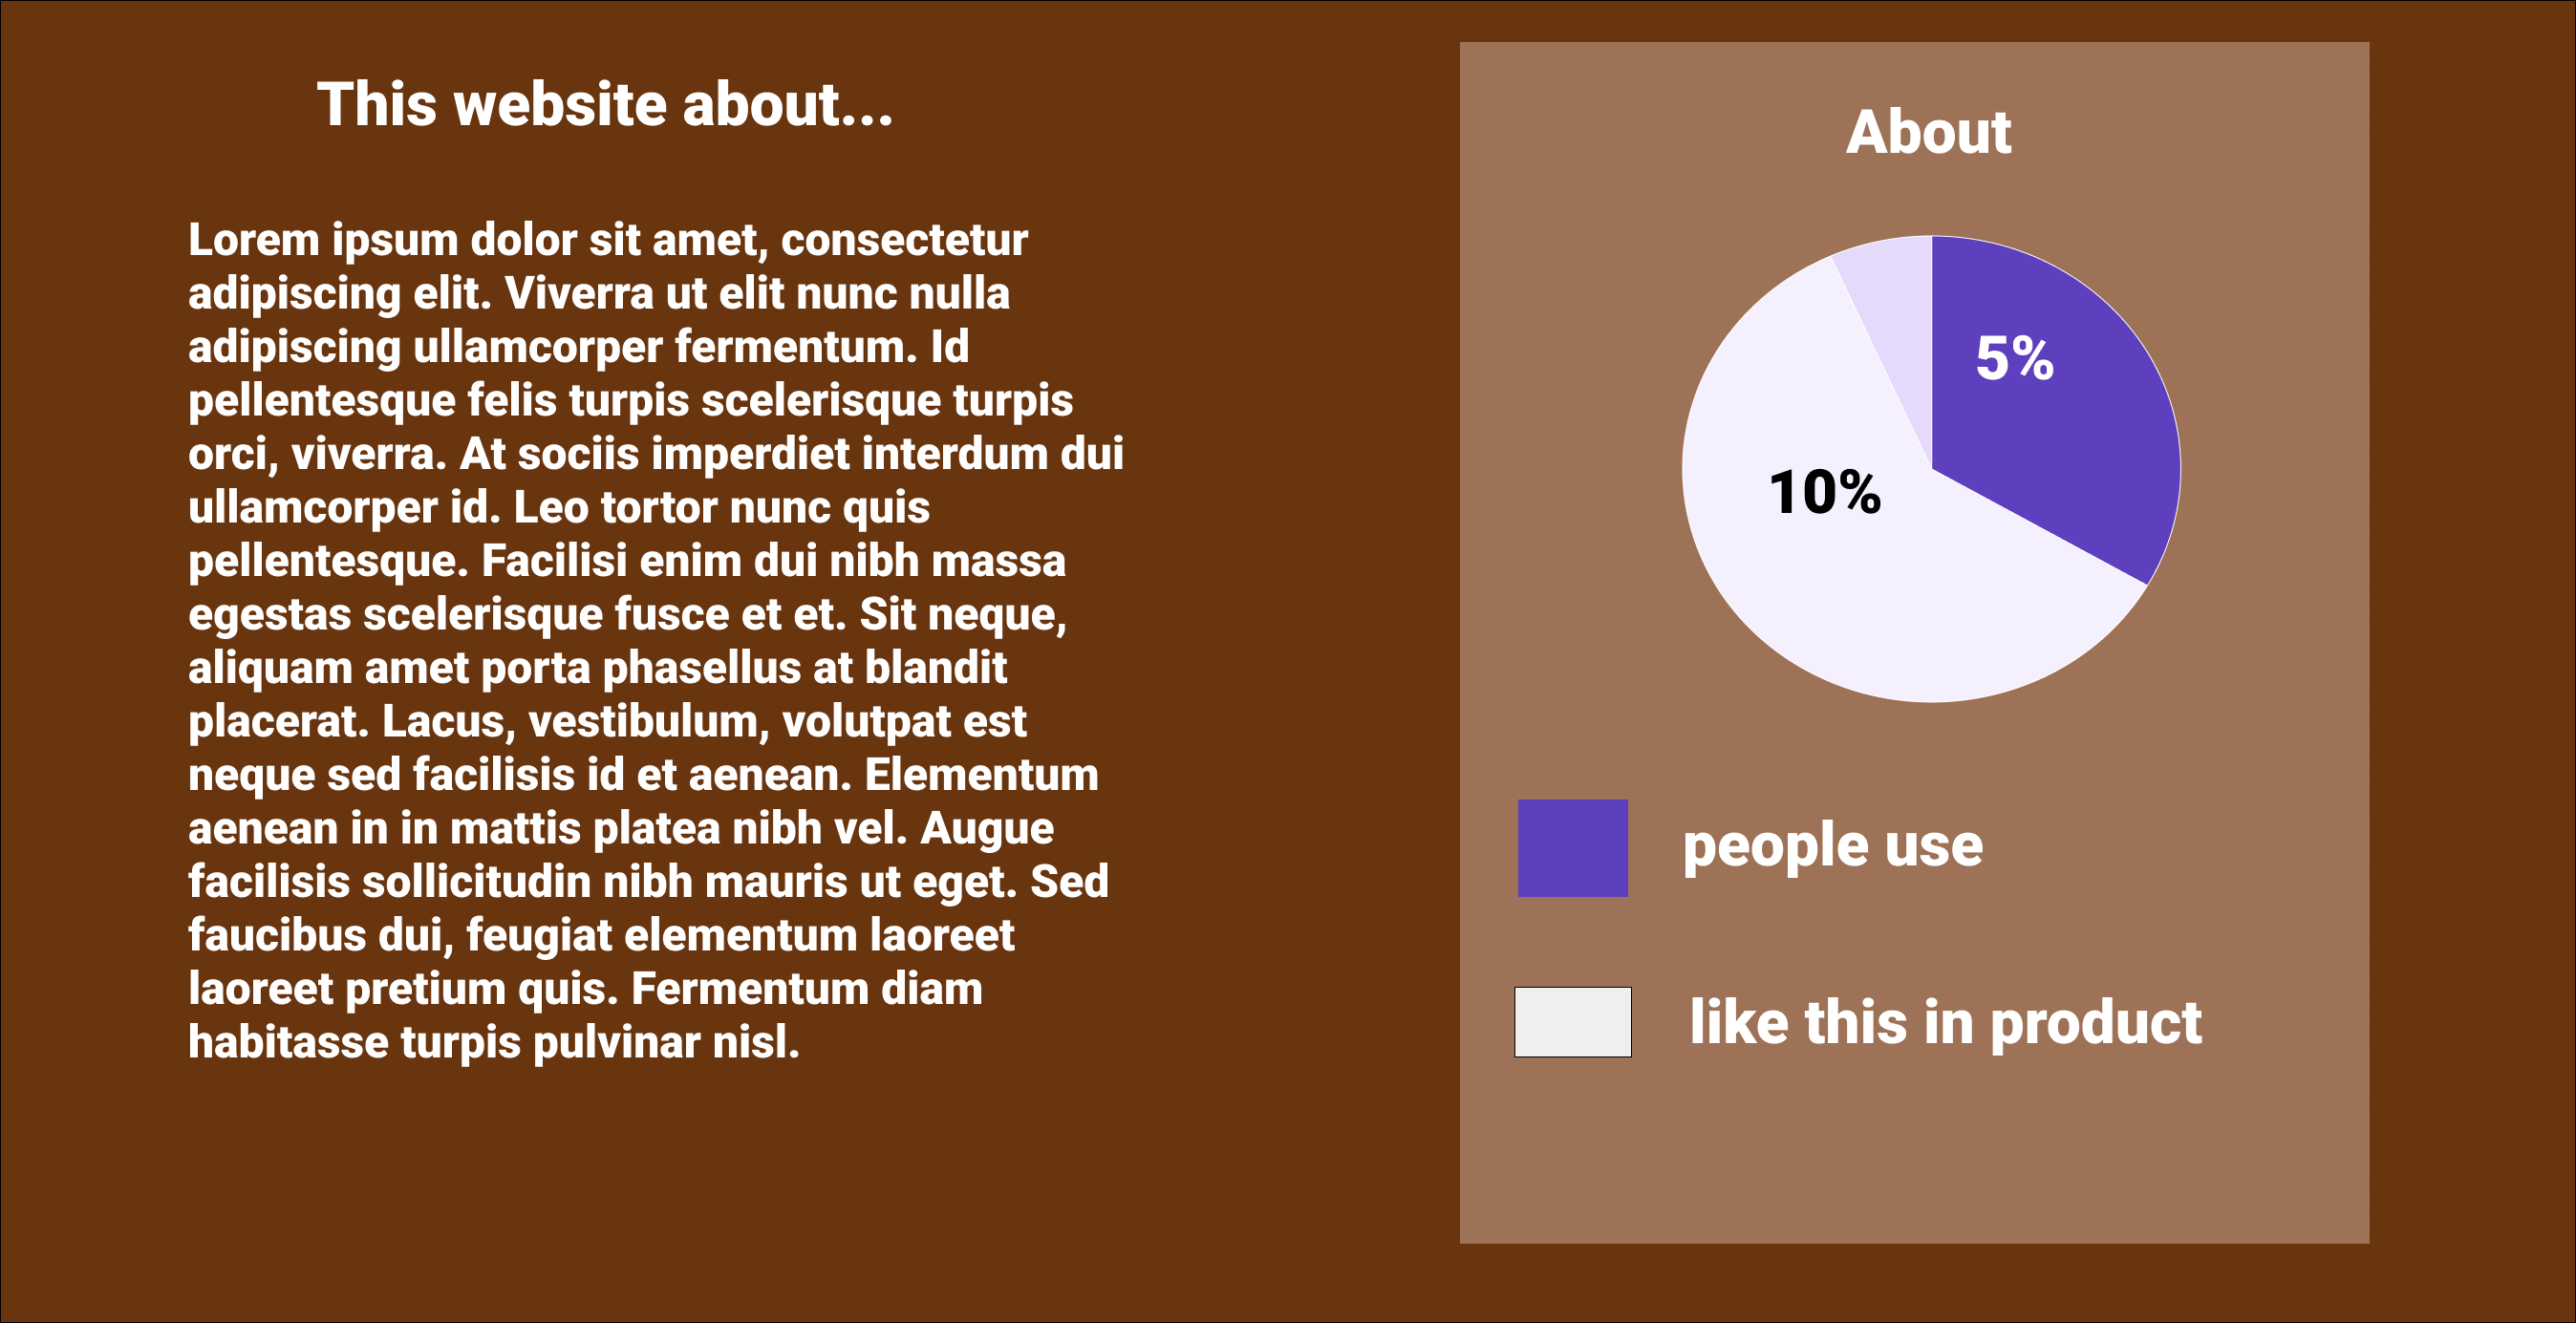 This website about...
Lorem ipsum dolor sit amet, consectetur
adipiscing elit. Viverra ut elit nunc nulla
adipiscing ullamcorper fermentum. Id
pellentesque felis turpis scelerisque turpis
orci, viverra. At sociis imperdiet interdum dui
ullamcorper id. Leo tortor nunc quis
pellentesque. Facilisi enim dui nibh massa
egestas scelerisque fusce et et. Sit neque,
aliquam amet porta phasellus at blandit
placerat. Lacus, vestibulum, volutpat est
neque sed facilisis id et aenean. Elementum
aenean in in mattis platea nibh vel. Augue
facilisis sollicitudin nibh mauris ut eget. Sed
faucibus dui, feugiat elementum laoreet
laoreet pretium quis. Fermentum diam
habitasse turpis pulvinar nisl.
About
5%
10%
people use
like this in product